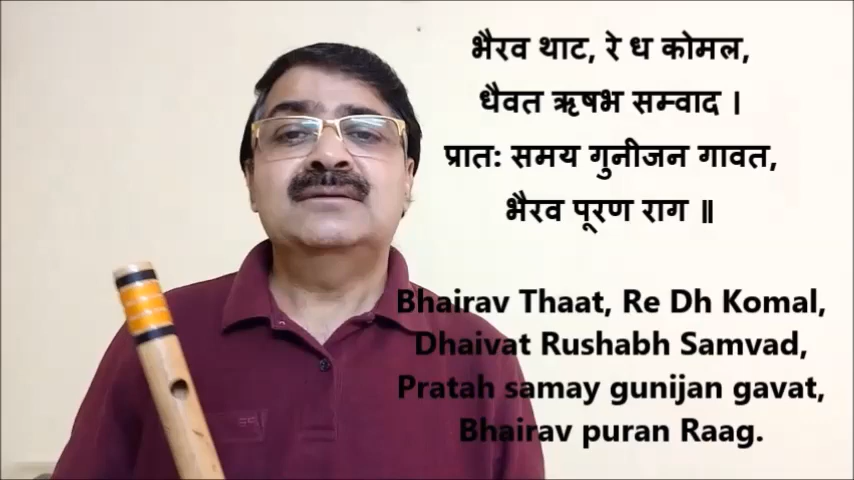 भैरव थाट, रे ध कोमल,
धैवत ऋषभ सम्वाद ।
प्रातः समय गुनीजन गावत,
भैरव पूरण राग ॥
Bhairav Thaat, Re Dh Komal,
Dhaivat Rushabh Samvad,
Pratah samay gunijan gavat,
Bhairav puran Raag.